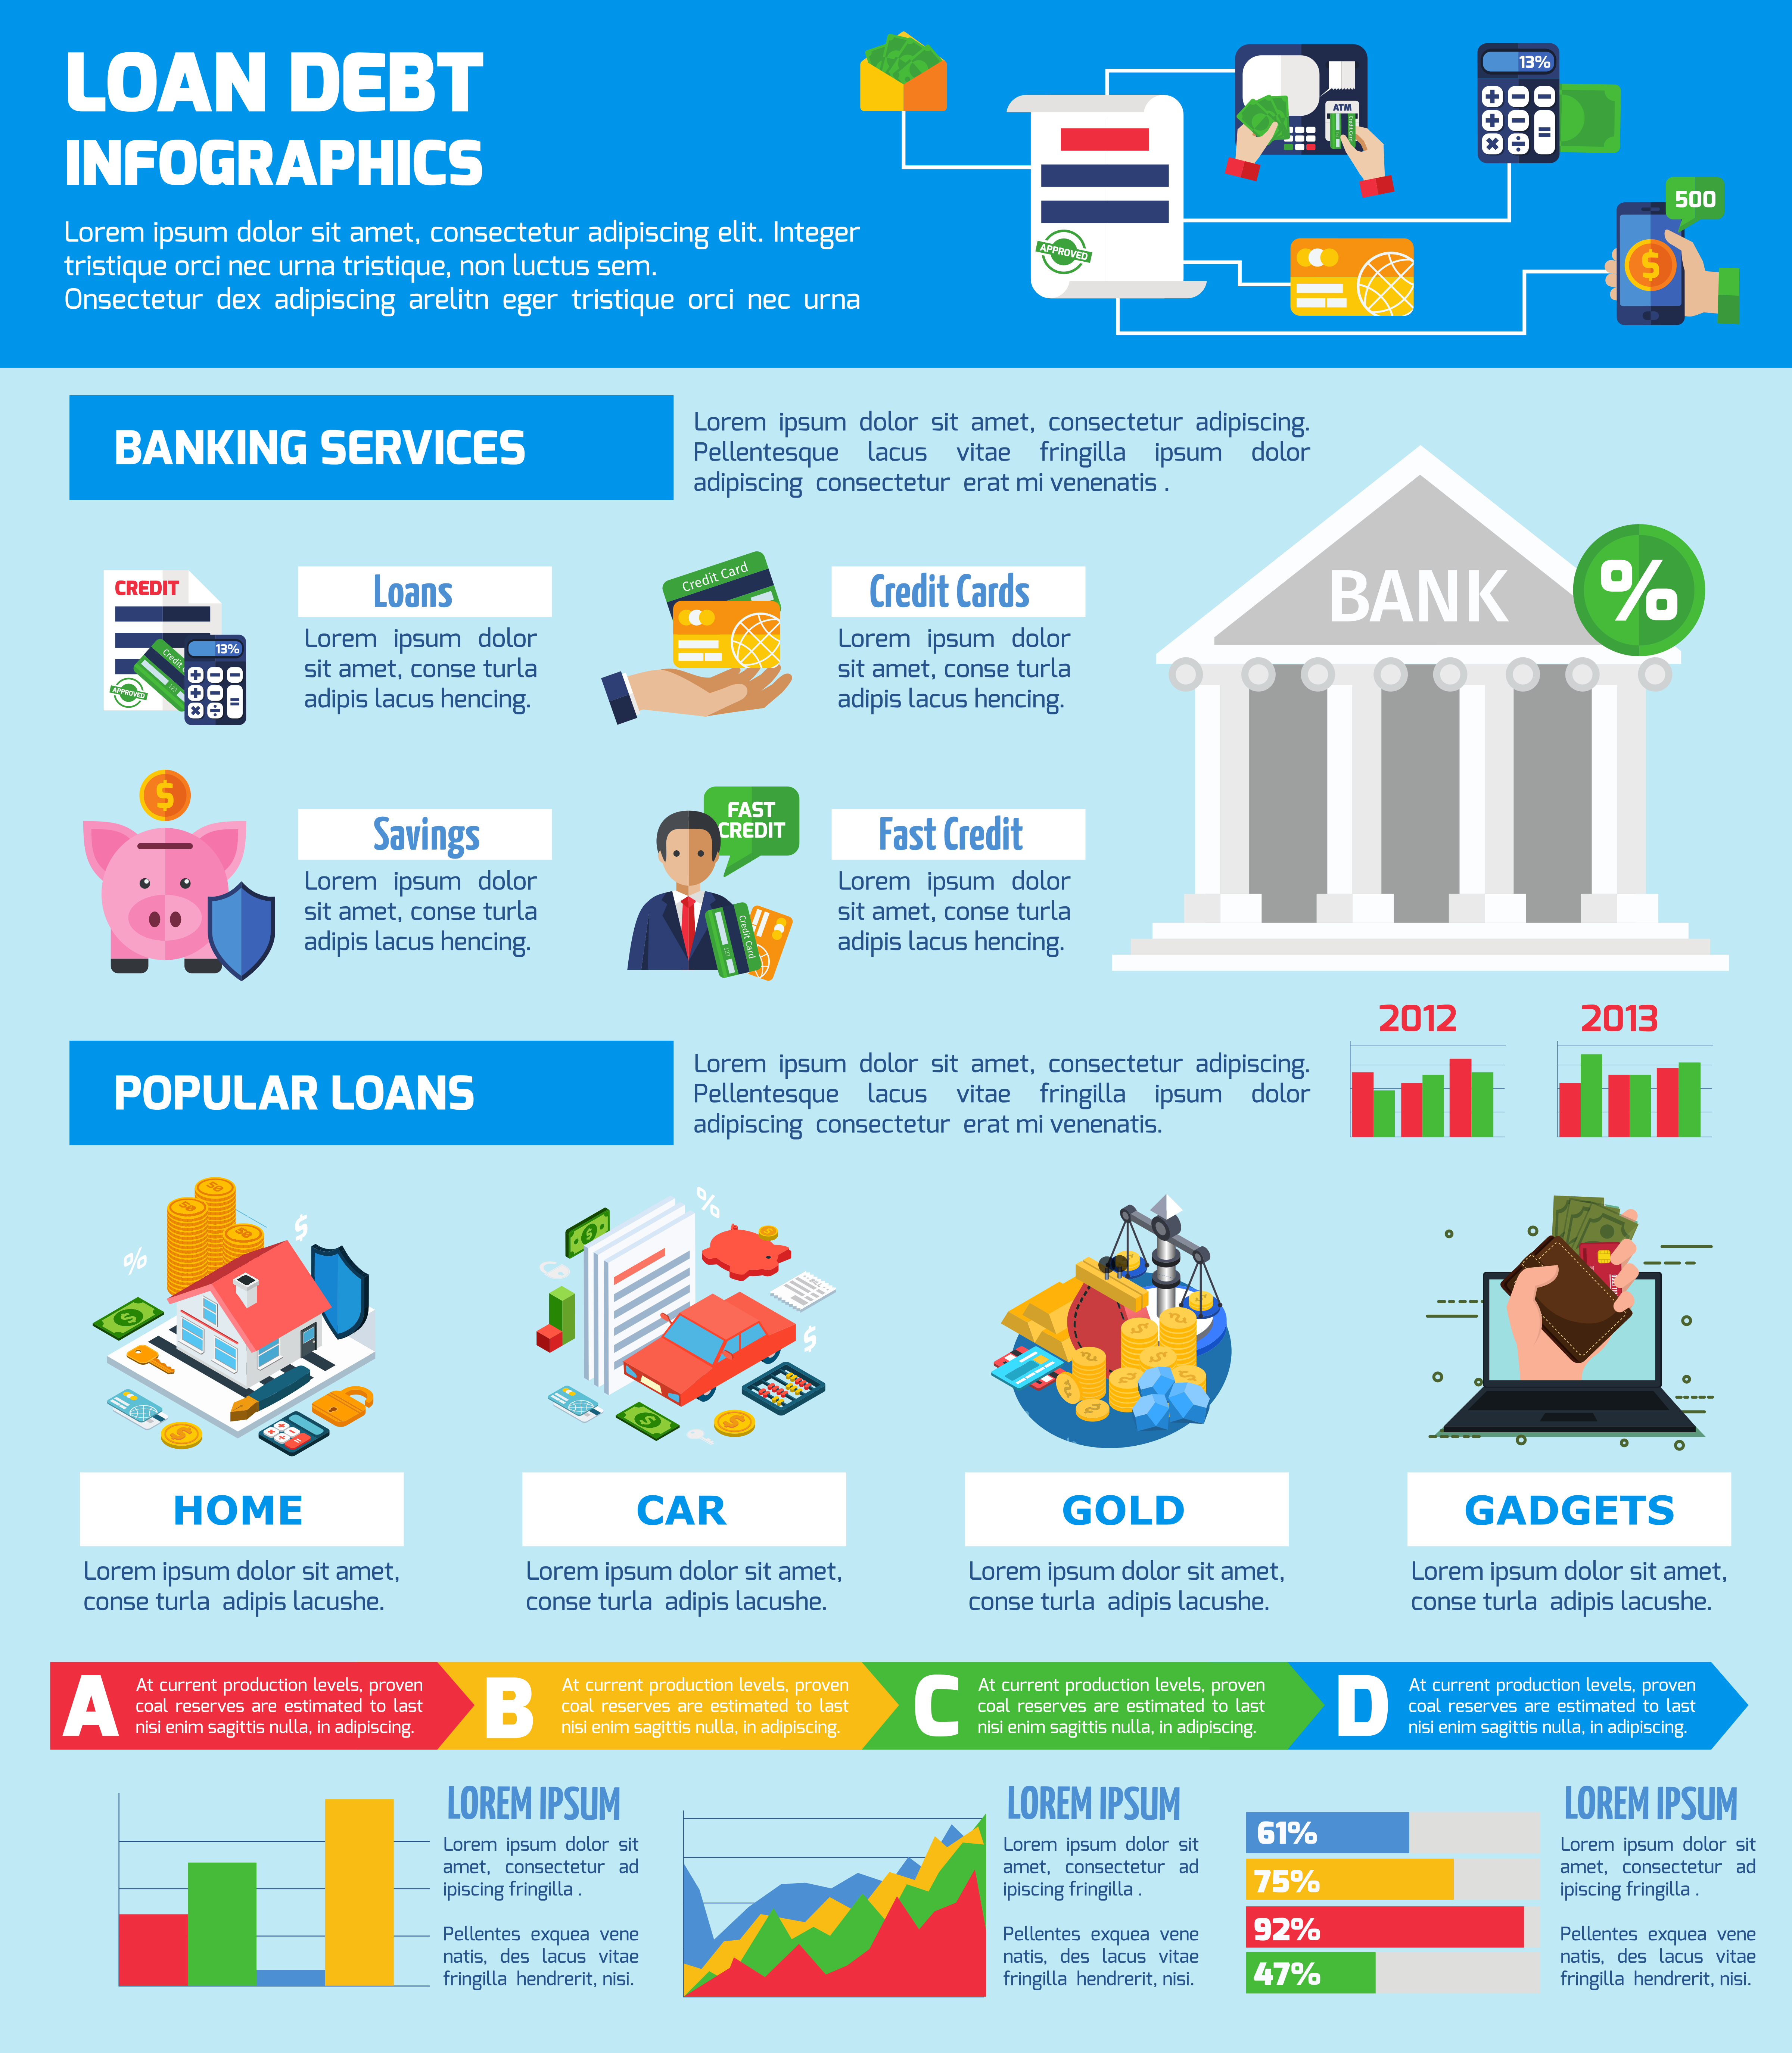 LOAN DEBT
INFOGRAPHICS
Lorem ipsum dolor sit amet, consectetur adipiscing elit. Integer
tristique orci nec urna tristique, non luctus sem.
Onsectetur dex adipiscing arelitn eger tristique orci nec urna
APPROVED
ATM
13%
500
BANKING SERVICES
Lorem ipsum dolor sit amet, consectetur adipiscing.
Pellentesque lacus vitae fringilla ipsum dolor
adipiscing consectetur erat mi venenatis .
BANK
%
CREDIT
13%
APPROVED
Loans
Lorem ipsum dolor
sit amet, conse turla
adipis lacus hencing.
Credit Card
Credit Cards
Lorem ipsum dolor
sit amet, conse turla
adipis lacus hencing.
$
Savings
Lorem ipsum dolor
sit amet, conse turla
adipis lacus hencing.
FAST
CREDIT
Credit Card
Fast Credit
Lorem ipsum dolor
sit amet, conse turla
adipis lacus hencing.
POPULAR LOANS
Lorem ipsum dolor sit amet, consectetur adipiscing.
Pellentesque lacus vitae fringilla ipsum dolor
adipiscing consectetur erat mi venenatis.
2012
2013
50
50
50
HOME
Lorem ipsum dolor sit amet,
conse turla adipis lacushe.
CAR
Lorem ipsum dolor sit amet,
conse turla adipis lacushe.
GOLD
Lorem ipsum dolor sit amet,
conse turla adipis lacushe.
GADGETS
Lorem ipsum dolor sit amet,
conse turla adipis lacushe.
A
At current production levels, proven
coal reserves are estimated to last
nisi enim sagittis nulla, in adipiscing.
B
At current production levels, proven
coal reserves are estimated to last
nisi enim sagittis nulla, in adipiscing.
C
At current production levels, proven
coal reserves are estimated to last
nisi enim sagittis nulla, in adipiscing.
D
At current production levels, proven
coal reserves are estimated to last
nisi enim sagittis nulla, in adipiscing.
LOREM IPSUM
Lorem ipsum dolor sit
amet, consectetur ad
ipiscing fringilla .
Pellentes exquea vene
natis, des lacus vitae
fringilla hendrerit, nisi.
LOREM IPSUM
Lorem ipsum dolor sit
amet, consectetur ad
ipiscing fringilla .
Pellentes exquea vene
natis, des lacus vitae
fringilla hendrerit, nisi.
61%
75%
92%
47%
LOREM IPSUM
Lorem ipsum dolor sit
amet, consectetur ad
ipiscing fringilla .
Pellentes exquea vene
natis, des lacus vitae
fringilla hendrerit, nisi.